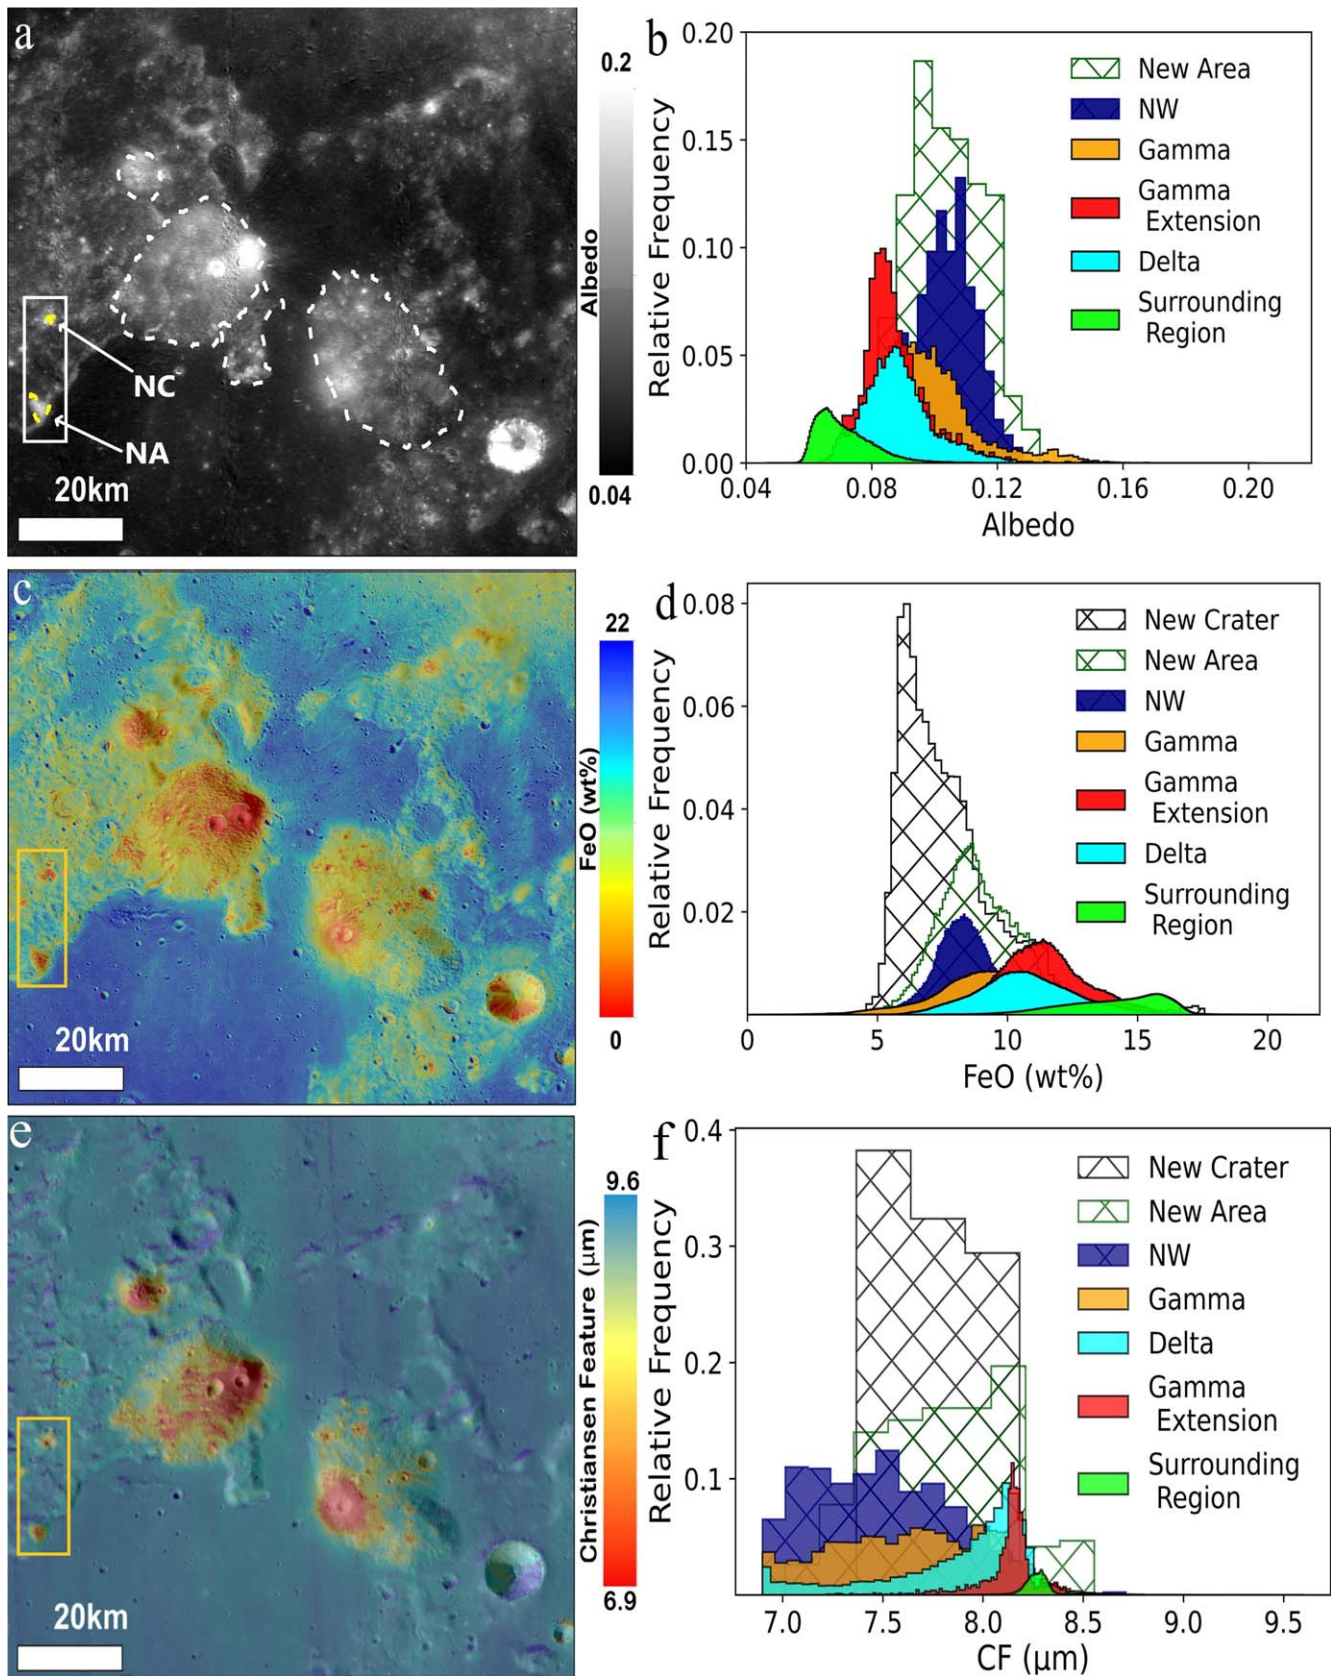 a
0.2
Albedo
0.04
NC
NA
20km
b
0.20
0.15
0.10
0.05
0.00
Relative Frequency
0.04
0.08
0.12
0.16
0.20
Albedo
New Area
NW
Gamma
Gamma
Extension
Delta
Surrounding
Region
c
22
FeO (wt%)
0
20km
d
0.08
0.06
0.04
0.02
Relative Frequency
0
5
10
15
20
FeO (wt%)
New Crater
New Area
NW
Gamma
Gamma
Extension
Delta
Surrounding
Region
e
9.6
Christiansen Feature (μm)
6.9
20km
f
0.4
0.3
0.2
0.1
Relative Frequency
7.0
7.5
8.0
8.5
9.0
9.5
CF (μm)
New Crater
New Area
NW
Gamma
Delta
Gamma
Extension
Surrounding
Region